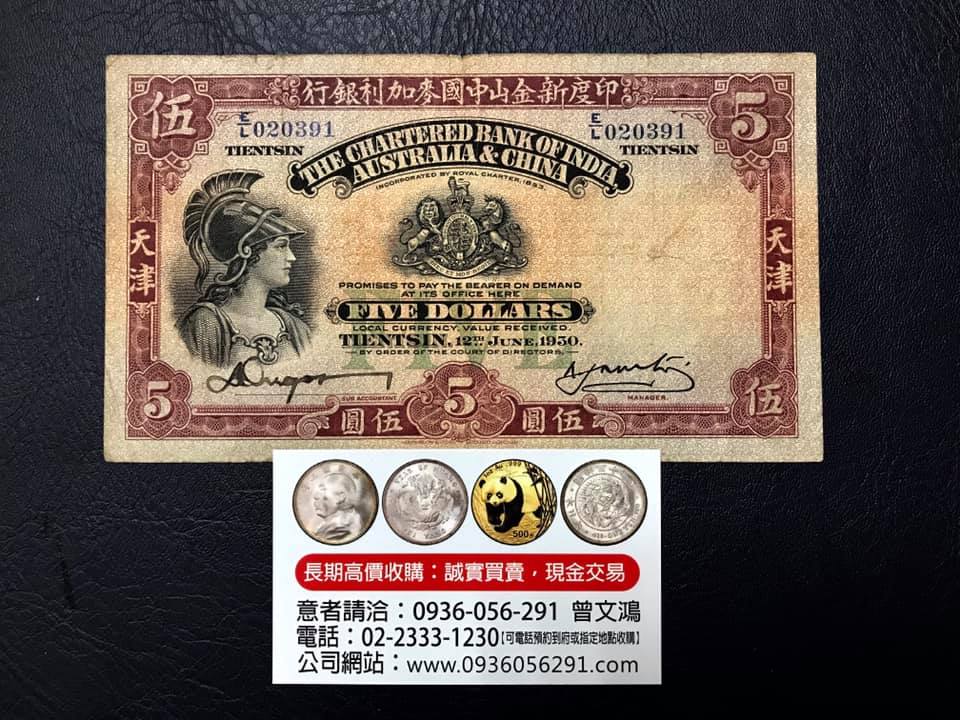 行銀利加麥國中山金新度印
伍
E/L 020391
TIENTSIN
E/L 020391
TIENTSIN
5
THE CHARTERED BANK OF INDIA
AUSTRALIA & CHINA
INCORPORATED BY ROYAL CHARTER, 1853.
天津
天津
PROMISES TO PAY THE BEARER ON DEMAND
AT ITS OFFICE HERE
FIVE DOLLARS
LOCAL CURRENCY, VALUE RECEIVED.
TIENTSIN, 12TH JUNE, 1930.
BY ORDER OF THE COURT OF DIRECTORS,
FIVE
SUB ACCOUNTANT
MANAGER.
5
圓伍
5
圓伍
伍
500元
長期高價收購：誠實買賣，現金交易
意者請洽：0936-056-291 曾文鴻
電話：02-2333-1230【可電話預約到府或指定地點收購】
公司網站：www.0936056291.com